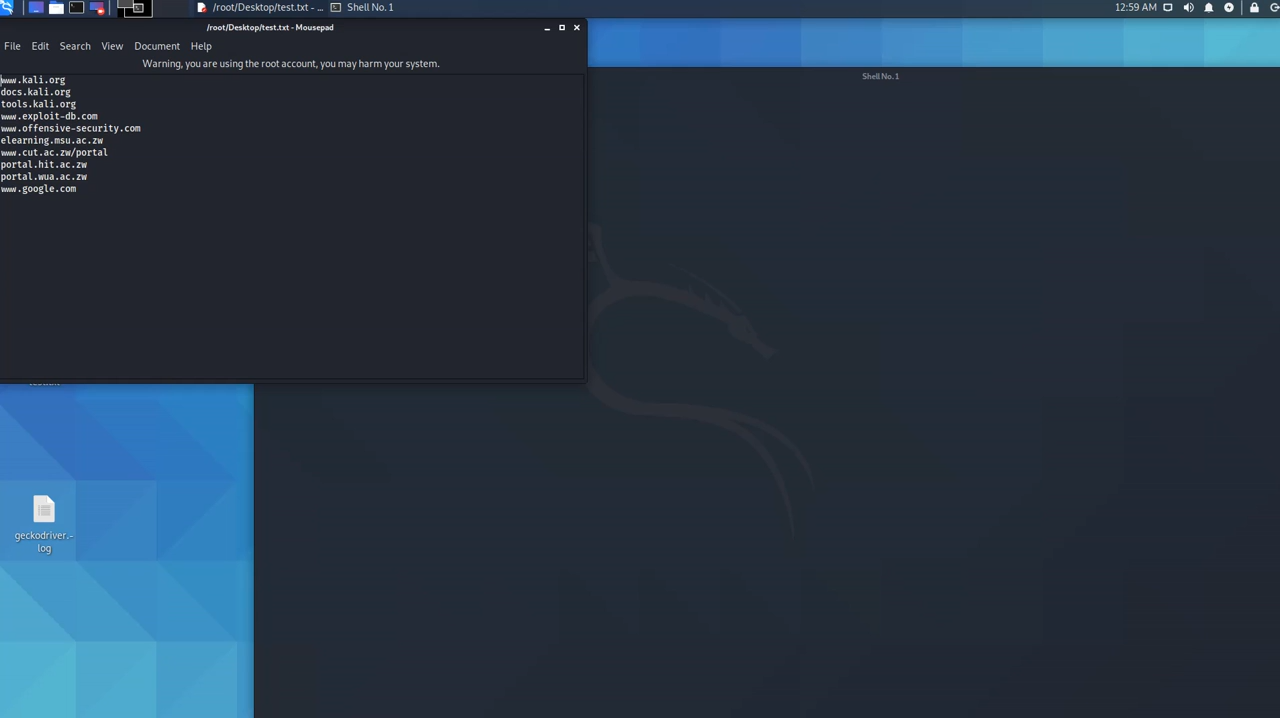 /root/Desktop/test.txt - ...
Shell No. 1
12:59 AM
/root/Desktop/test.txt - Mousepad
File Edit Search View Document Help
Warning, you are using the root account, you may harm your system.
www.kali.org
docs.kali.org
tools.kali.org
www.exploit-db.com
www.offensive-security.com
elearning.msu.ac.zw
www.cut.ac.zw/portal
portal.hit.ac.zw
portal.wua.ac.zw
www.google.com
Shell No. 1
geckodriver.-
log